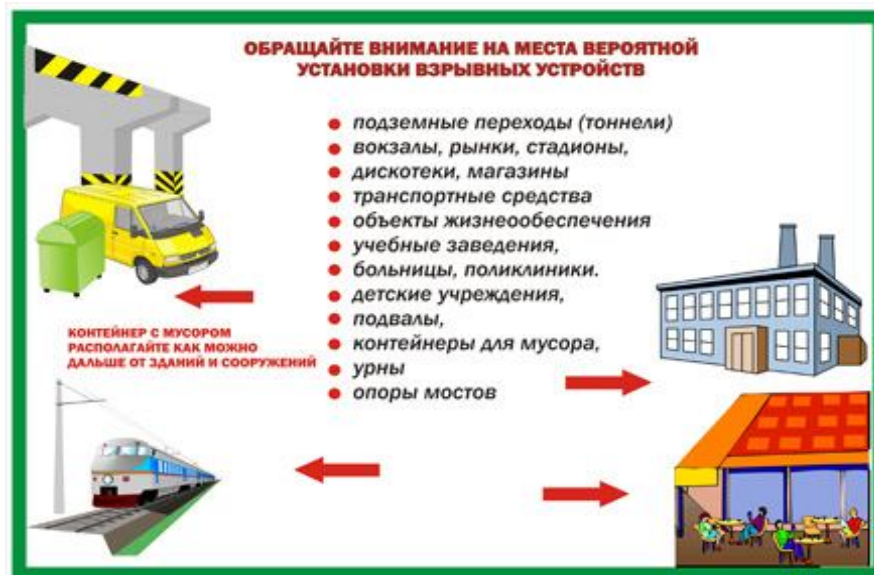 ОБРАЩАЙТЕ ВНИМАНИЕ НА МЕСТА ВЕРОЯТНОЙ
УСТАНОВКИ ВЗРЫВНЫХ УСТРОЙСТВ
подземные переходы (тоннели)
вокзалы, рынки, стадионы,
дискотеки, магазины
транспортные средства
объекты жизнеообеспечения
учебные заведения,
больницы, поликлиники.
детские учреждения,
подвалы,
контейнеры для мусора,
урны
опоры мостов
КОНТЕЙНЕР С МУСОРОМ
РАСПОЛАГАЙТЕ КАК МОЖНО
ДАЛЬШЕ ОТ ЗДАНИЙ И СООРУЖЕНИЙ